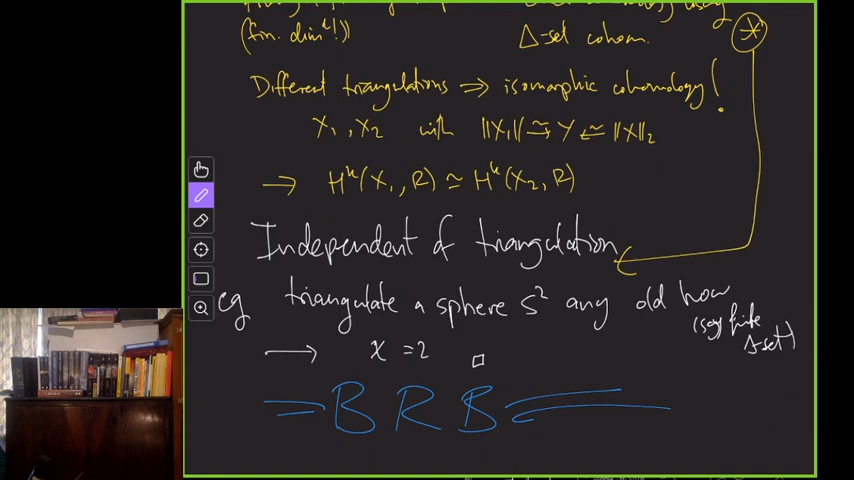 (fin. dim'l!)
Δ-set cohom.
Different triangulations ⇒ isomorphic cohomology!
X₁, X₂ with ||X₁|| ≃→ Y ←≃ ||X||₂
→ Hᵏ(X₁, R) ≃ Hᵏ(X₂, R)
Independent of triangulation
eg triangulate a sphere S² any old how
(say finite
Δ-set)
→ χ = 2 □
= B R B =